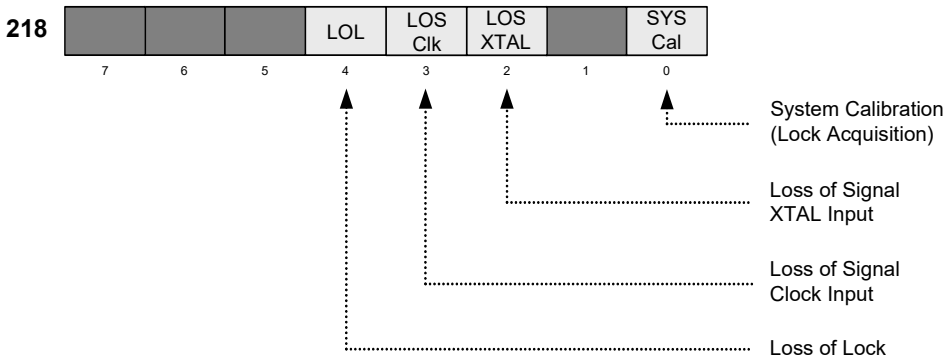 218
LOL
LOS
Clk
LOS
XTAL
SYS
Cal
7 6 5 4 3 2 1 0
System Calibration
(Lock Acquisition)
Loss of Signal
XTAL Input
Loss of Signal
Clock Input
Loss of Lock